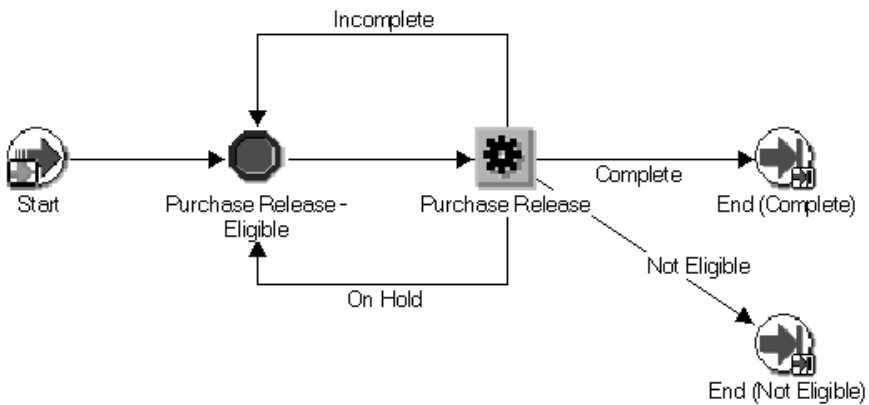 Incomplete
Start
Purchase Release -
Eligible
Purchase Release
Complete
End (Complete)
Not Eligible
On Hold
End (Not Eligible)